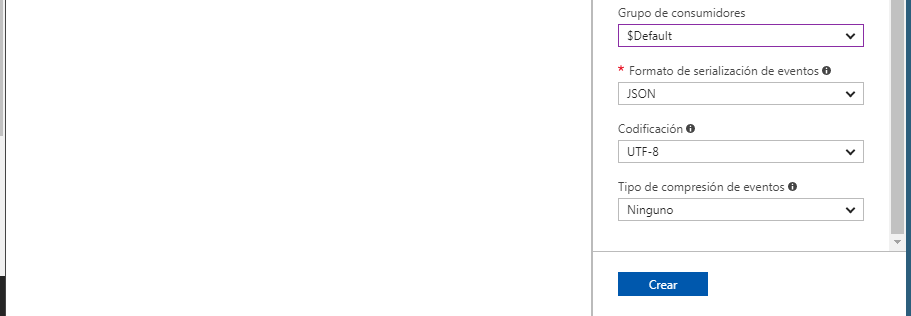 Grupo de consumidores
$Default
* Formato de serialización de eventos
JSON
Codificación
UTF-8
Tipo de compresión de eventos
Ninguno
Crear